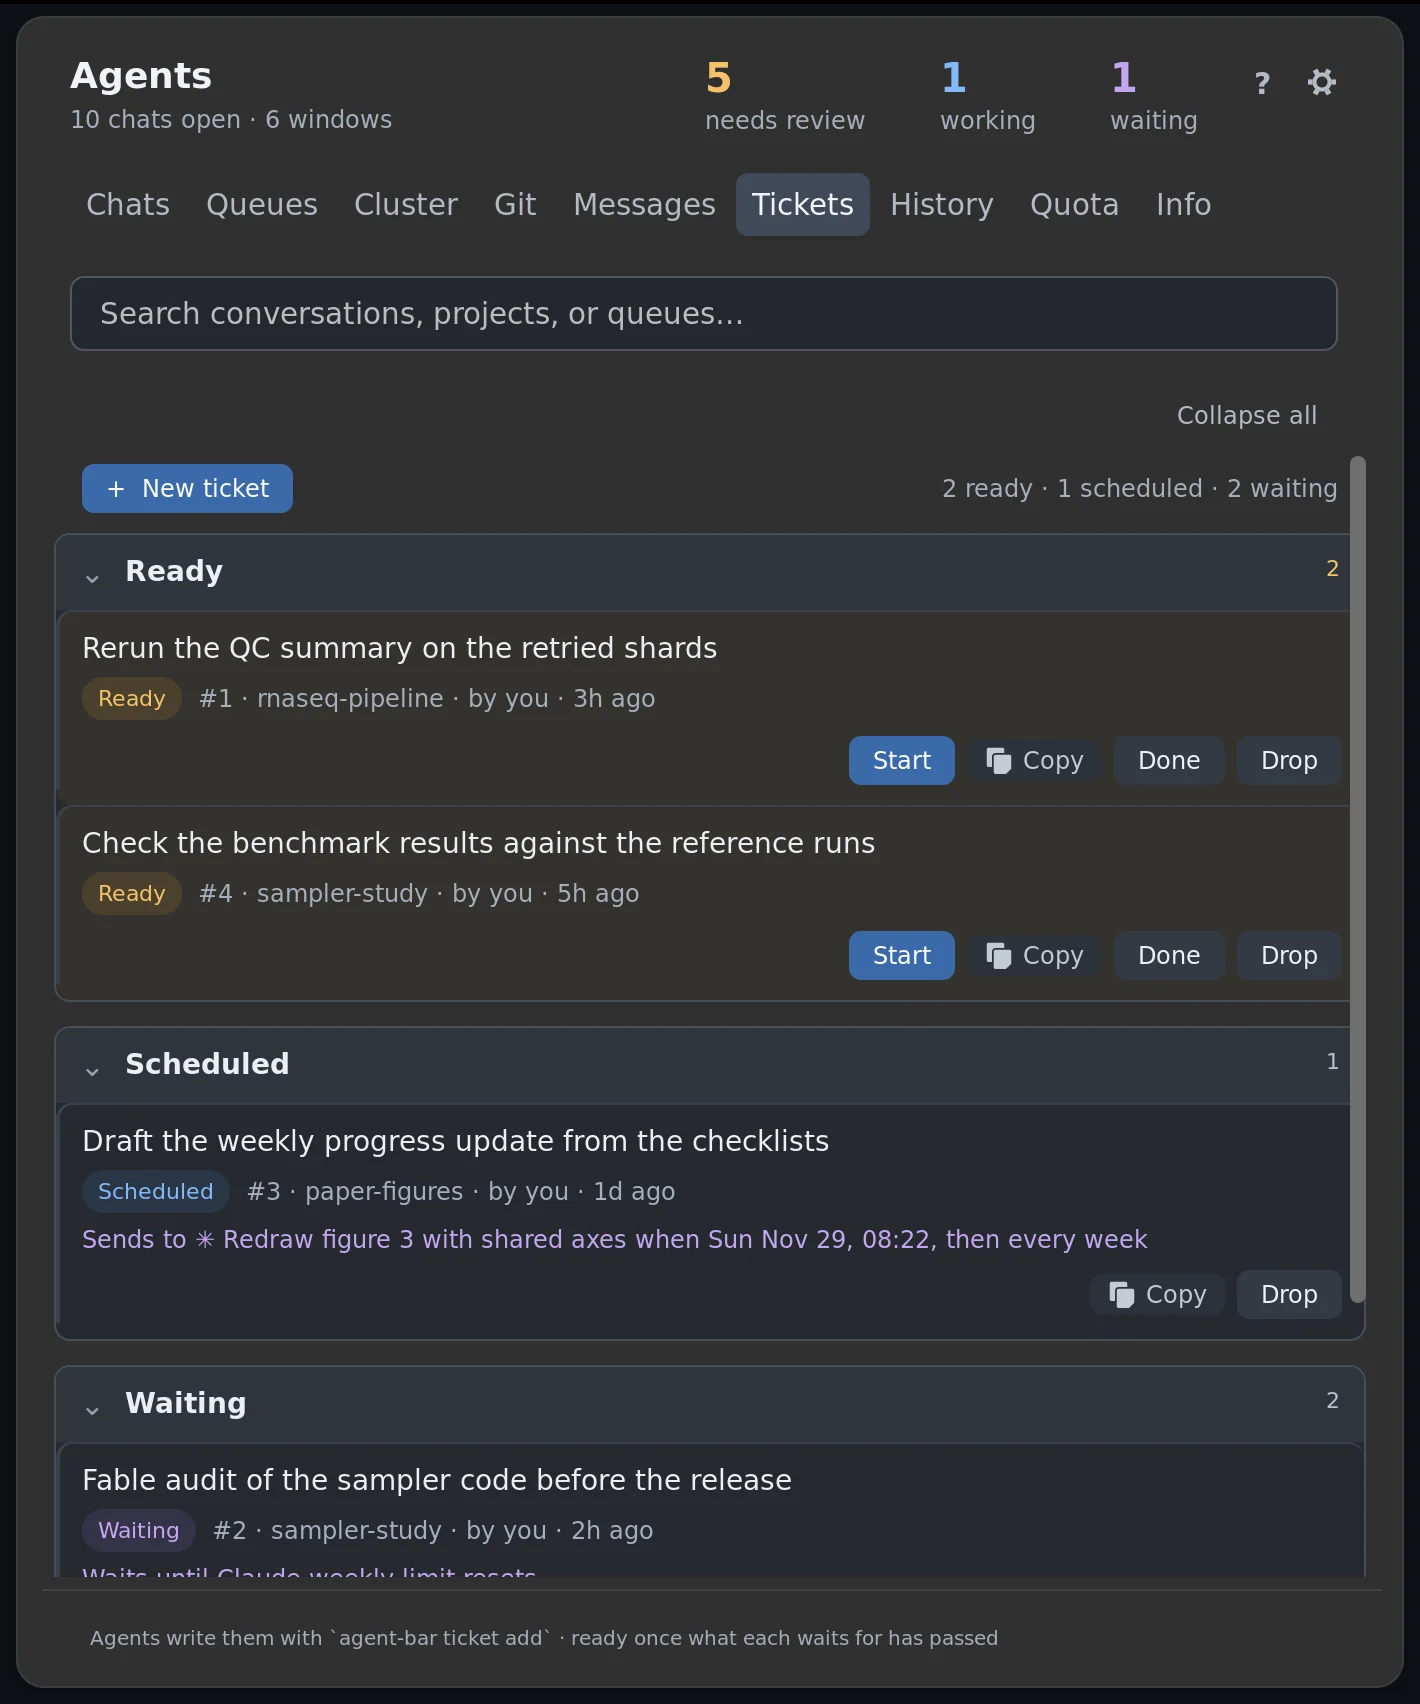 Agents
10 chats open · 6 windows
5 needs review
1 working
1 waiting
?
Chats Queues Cluster Git Messages Tickets History Quota Info
Search conversations, projects, or queues…
Collapse all
+ New ticket
2 ready · 1 scheduled · 2 waiting
Ready 2
Rerun the QC summary on the retried shards
Ready #1 · rnaseq-pipeline · by you · 3h ago
Start Copy Done Drop
Check the benchmark results against the reference runs
Ready #4 · sampler-study · by you · 5h ago
Start Copy Done Drop
Scheduled 1
Draft the weekly progress update from the checklists
Scheduled #3 · paper-figures · by you · 1d ago
Sends to ✳ Redraw figure 3 with shared axes when Sun Nov 29, 08:22, then every week
Copy Drop
Waiting 2
Fable audit of the sampler code before the release
Waiting #2 · sampler-study · by you · 2h ago
Waits until Claude weekly limit resets
Agents write them with `agent-bar ticket add` · ready once what each waits for has passed